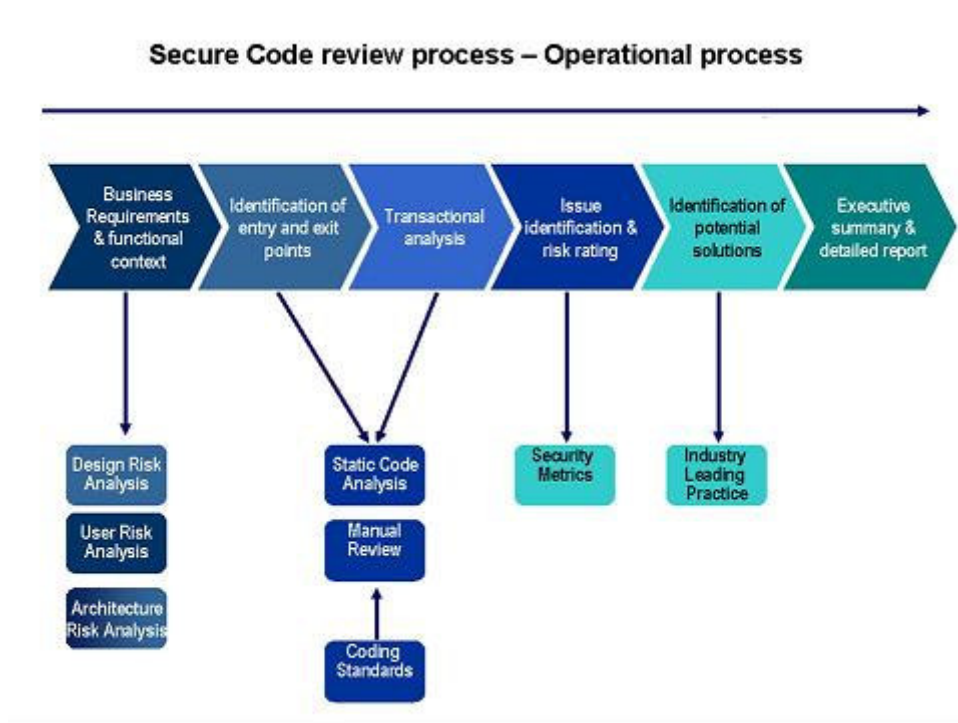 Secure Code review process – Operational process
Business
Requirements
& functional
context
Identification of
entry and exit
points
Transactional
analysis
Issue
identification &
risk rating
Identification of
potential
solutions
Executive
summary &
detailed report
Design Risk
Analysis
User Risk
Analysis
Architecture
Risk Analysis
Static Code
Analysis
Manual
Review
Coding
Standards
Security
Metrics
Industry
Leading
Practice